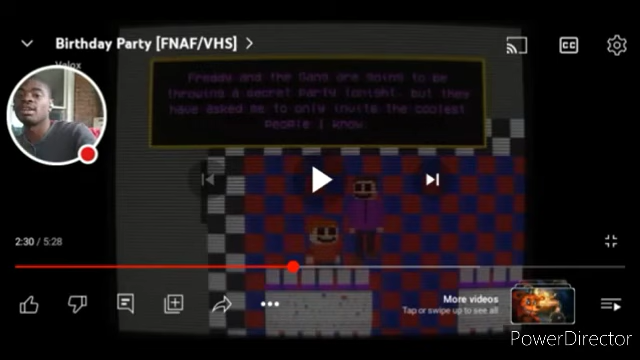 Birthday Party [FNAF/VHS]
Velox
CC
Freddy and the Gang are going to be
throwing a secret party tonight, but they
have asked me to only invite the coolest
people I know.
2:30 / 5:28
More videos
Tap or swipe up to see all
PowerDirector